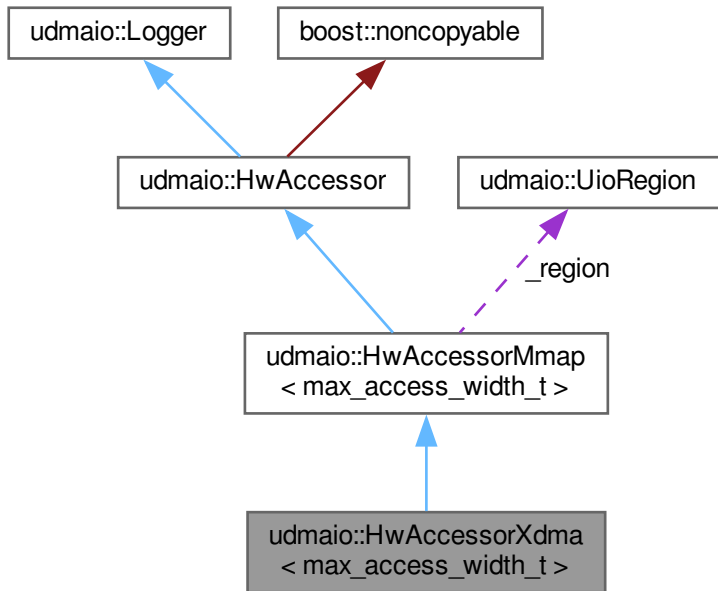 udmaio::Logger
boost::noncopyable
udmaio::HwAccessor
udmaio::UioRegion
_region
udmaio::HwAccessorMmap
< max_access_width_t >
udmaio::HwAccessorXdma
< max_access_width_t >